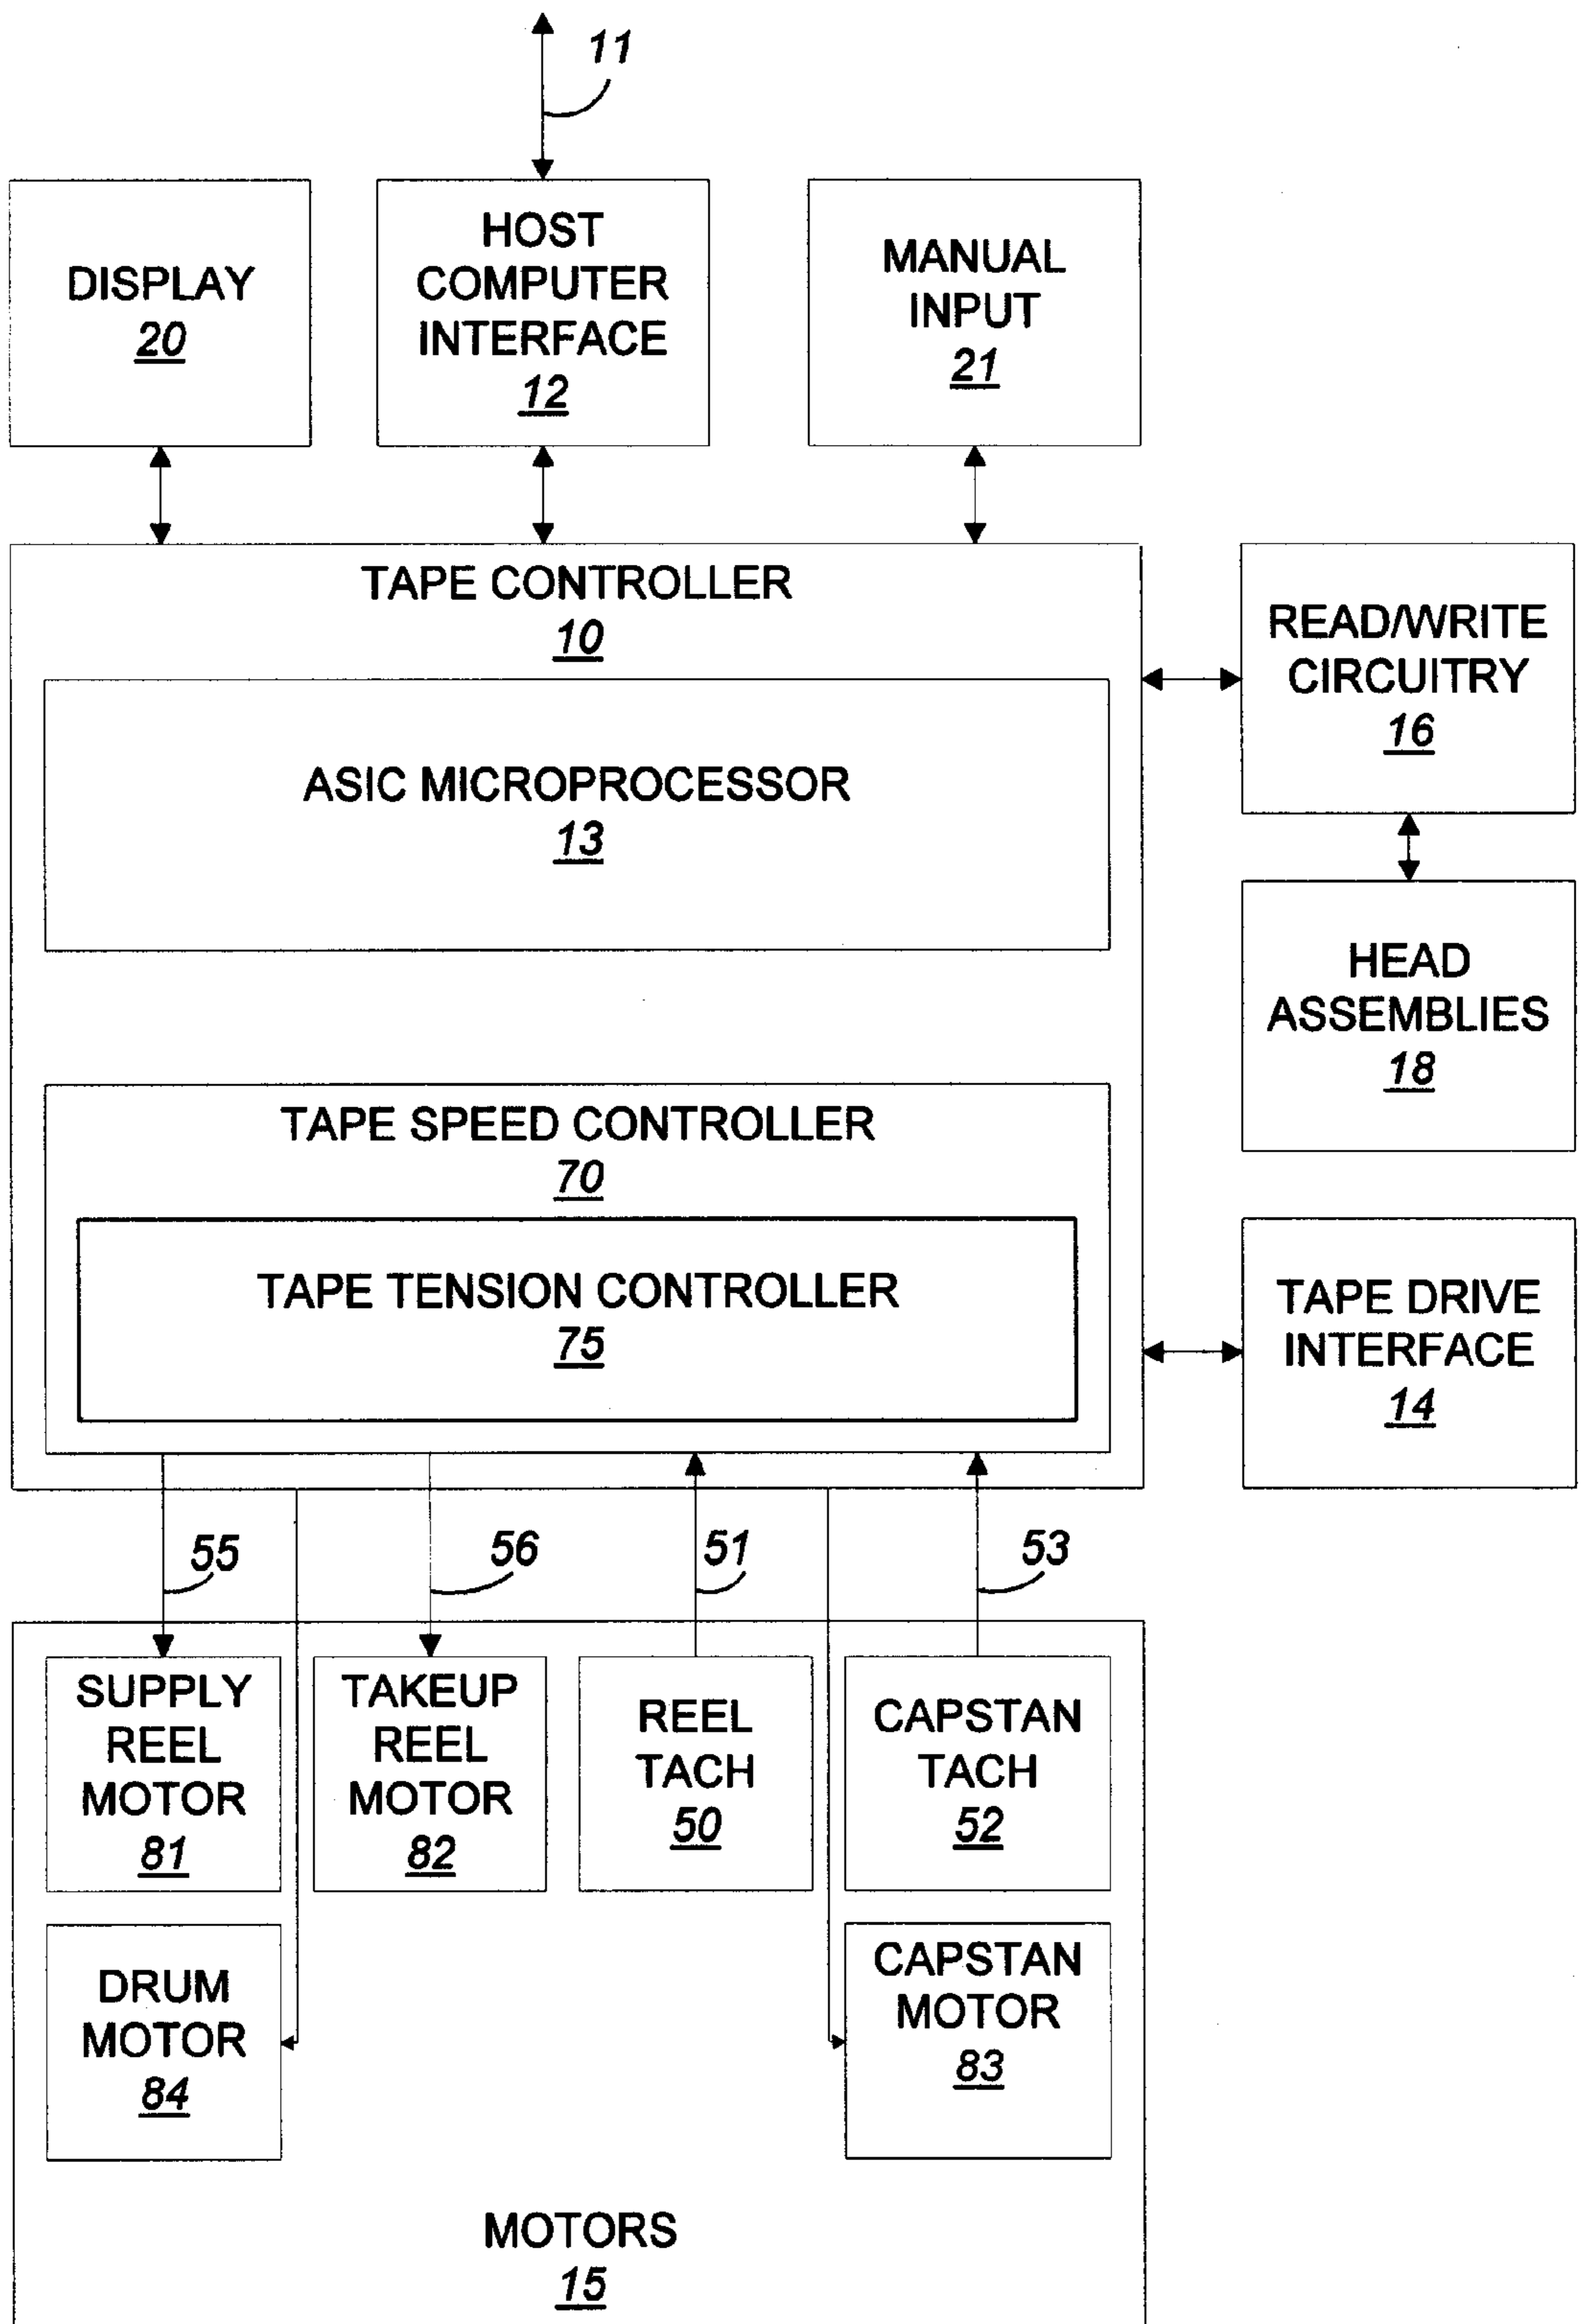 11
DISPLAY
20
HOST
COMPUTER
INTERFACE
12
MANUAL
INPUT
21
TAPE CONTROLLER
10
ASIC MICROPROCESSOR
13
READ/WRITE
CIRCUITRY
16
HEAD
ASSEMBLIES
18
TAPE SPEED CONTROLLER
70
TAPE TENSION CONTROLLER
75
TAPE DRIVE
INTERFACE
14
55
56
51
53
SUPPLY
REEL
MOTOR
81
TAKEUP
REEL
MOTOR
82
REEL
TACH
50
CAPSTAN
TACH
52
DRUM
MOTOR
84
CAPSTAN
MOTOR
83
MOTORS
15